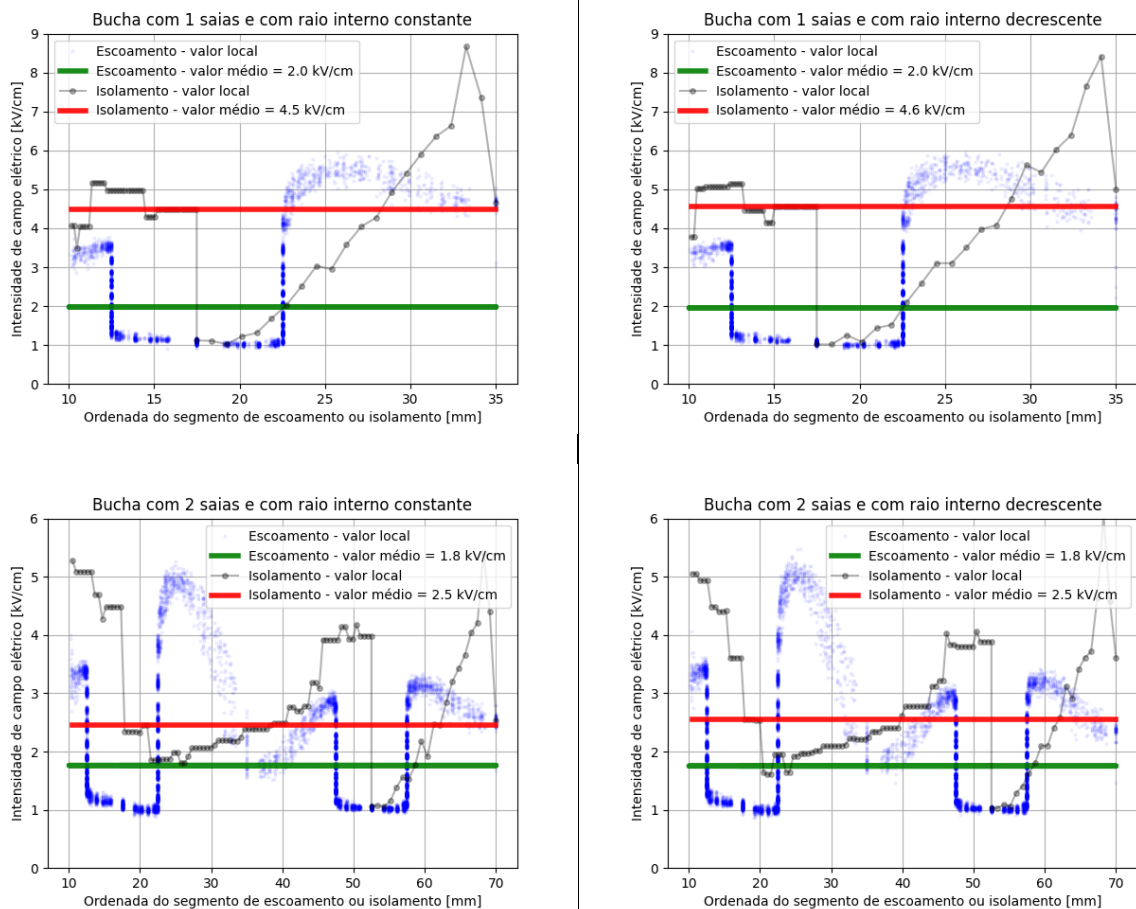 Bucha com 1 saias e com raio interno constante
Intensidade de campo elétrico [kV/cm]
9
8
7
6
5
4
3
2
1
0
Escoamento - valor local
Escoamento - valor médio = 2.0 kV/cm
Isolamento - valor local
Isolamento - valor médio = 4.5 kV/cm
10 15 20 25 30 35
Ordenada do segmento de escoamento ou isolamento [mm]
Bucha com 1 saias e com raio interno decrescente
Intensidade de campo elétrico [kV/cm]
9
8
7
6
5
4
3
2
1
0
Escoamento - valor local
Escoamento - valor médio = 2.0 kV/cm
Isolamento - valor local
Isolamento - valor médio = 4.6 kV/cm
10 15 20 25 30 35
Ordenada do segmento de escoamento ou isolamento [mm]
Bucha com 2 saias e com raio interno constante
Intensidade de campo elétrico [kV/cm]
6
5
4
3
2
1
0
Escoamento - valor local
Escoamento - valor médio = 1.8 kV/cm
Isolamento - valor local
Isolamento - valor médio = 2.5 kV/cm
10 20 30 40 50 60 70
Ordenada do segmento de escoamento ou isolamento [mm]
Bucha com 2 saias e com raio interno decrescente
Intensidade de campo elétrico [kV/cm]
6
5
4
3
2
1
0
Escoamento - valor local
Escoamento - valor médio = 1.8 kV/cm
Isolamento - valor local
Isolamento - valor médio = 2.5 kV/cm
10 20 30 40 50 60 70
Ordenada do segmento de escoamento ou isolamento [mm]